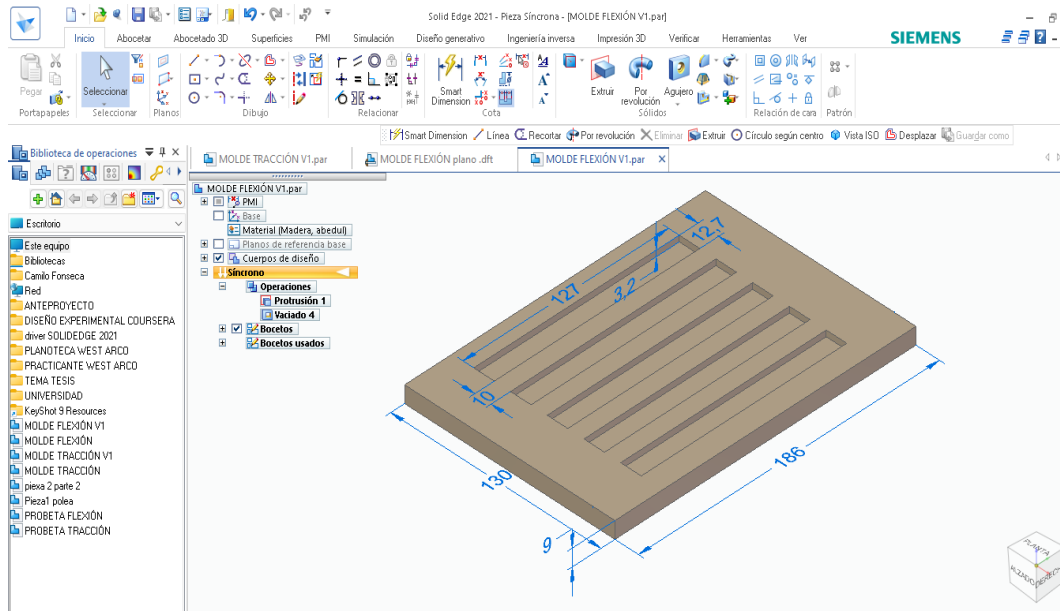 Solid Edge 2021 - Pieza Síncrona - [MOLDE FLEXIÓN V1.par]
Inicio Abocetar Abocetado 3D Superficies PMI Simulación Diseño generativo Ingeniería inversa Impresión 3D Verificar Herramientas Ver SIEMENS
Pegar Seleccionar Smart Dimension Extruir Por revolución Agujero
Portapapeles Seleccionar Planos Dibujo Relacionar Cota Sólidos Relación de cara Patrón
Smart Dimension Línea Recortar Por revolución Eliminar Extruir Círculo según centro Vista ISO Desplazar Guardar como
Biblioteca de operaciones
MOLDE TRACCIÓN V1.par MOLDE FLEXIÓN plano .dft MOLDE FLEXIÓN V1.par
Escritorio
Este equipo
Bibliotecas
Camilo Fonseca
Red
ANTEPROYECTO
DISEÑO EXPERIMENTAL COURSERA
driver SOLIDEDGE 2021
PLANOTECA WEST ARCO
PRACTICANTE WEST ARCO
TEMA TESIS
UNIVERSIDAD
KeyShot 9 Resources
MOLDE FLEXIÓN V1
MOLDE FLEXIÓN
MOLDE TRACCIÓN V1
MOLDE TRACCIÓN
piexa 2 parte 2
Pieza1 polea
PROBETA FLEXIÓN
PROBETA TRACCIÓN
MOLDE FLEXIÓN V1.par
PMI
Base
Material (Madera, abedul)
Planos de referencia base
Cuerpos de diseño
Síncrono
Operaciones
Protrusión 1
Vaciado 4
Bocetos
Bocetos usados
12,7
127
3,2
10
130
186
9
PLANTA
ALZADO